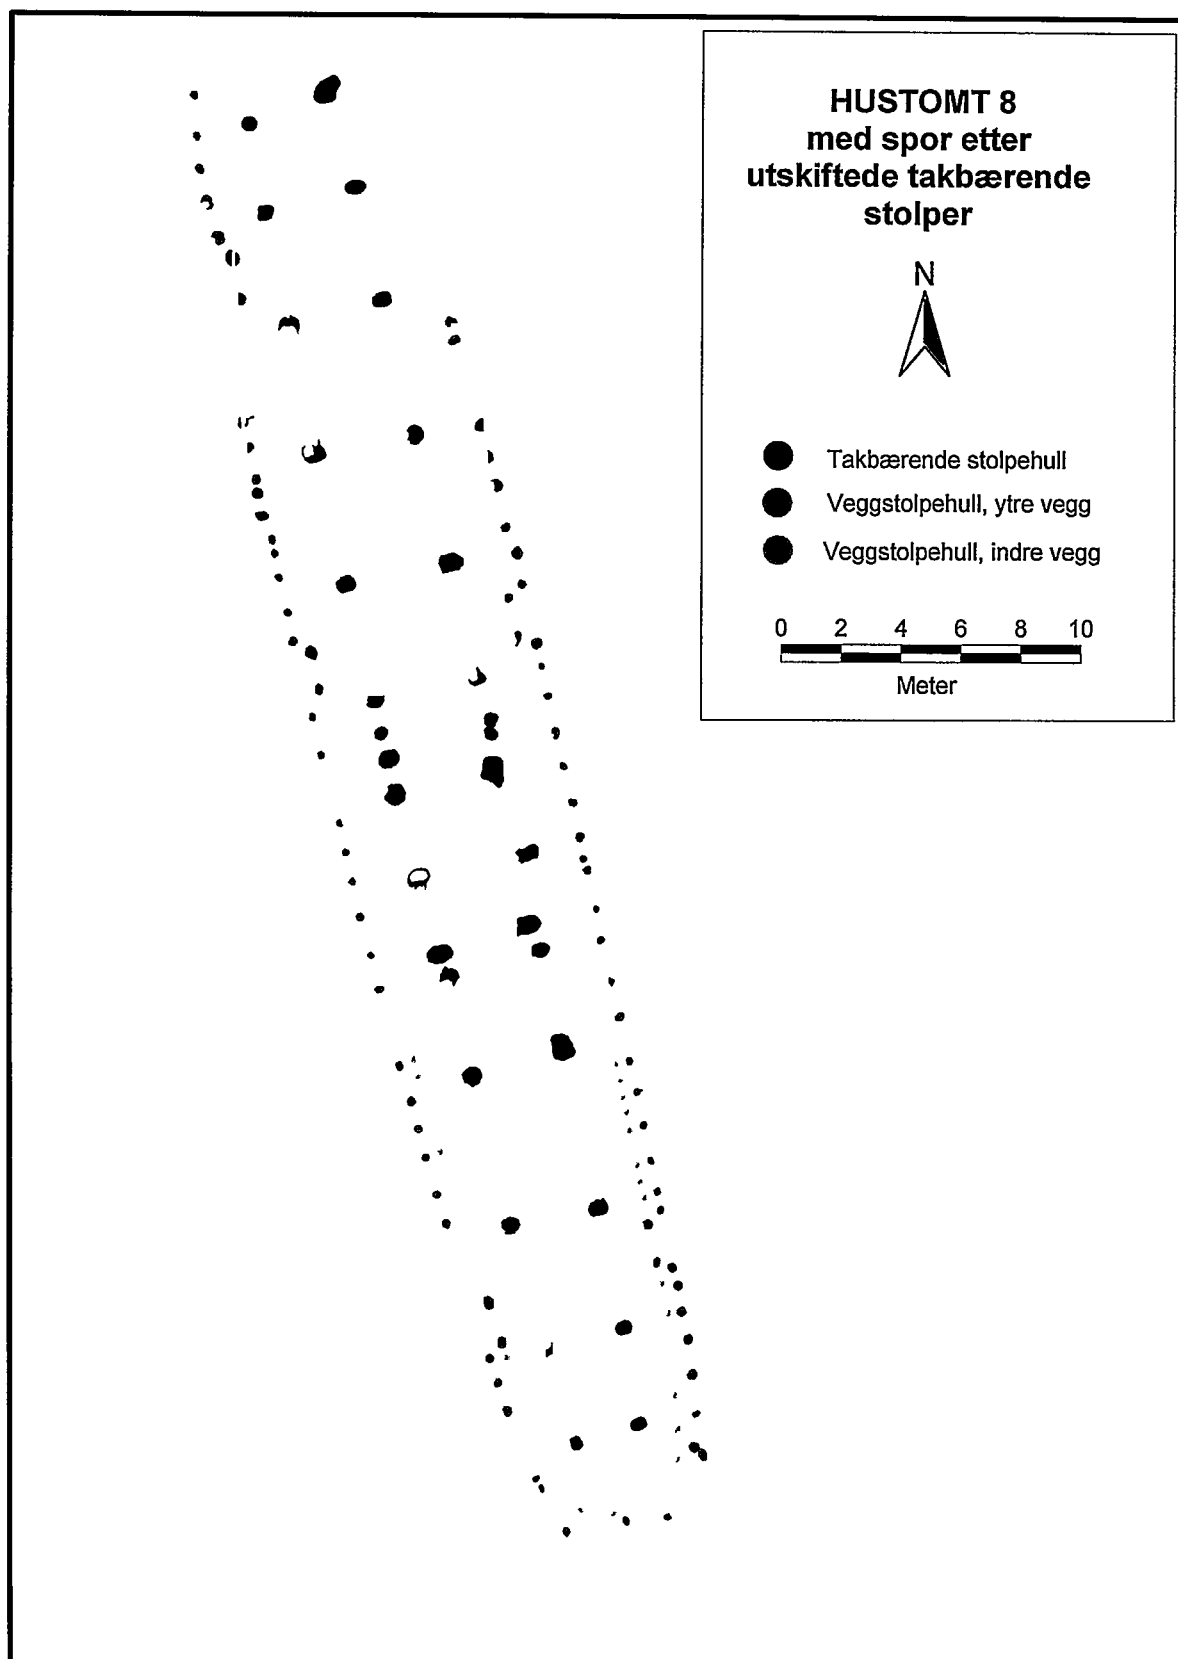 HUSTOMT 8
med spor etter
utskiftede takbærende
stolper
N
Takbærende stolpehull
Veggstolpehull, ytre vegg
Veggstolpehull, indre vegg
0 2 4 6 8 10
Meter